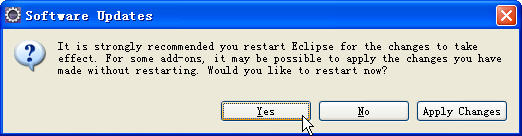 Software Updates
It is strongly recommended you restart Eclipse for the changes to take
effect. For some add-ons, it may be possible to apply the changes you have
made without restarting. Would you like to restart now?
Yes No Apply Changes